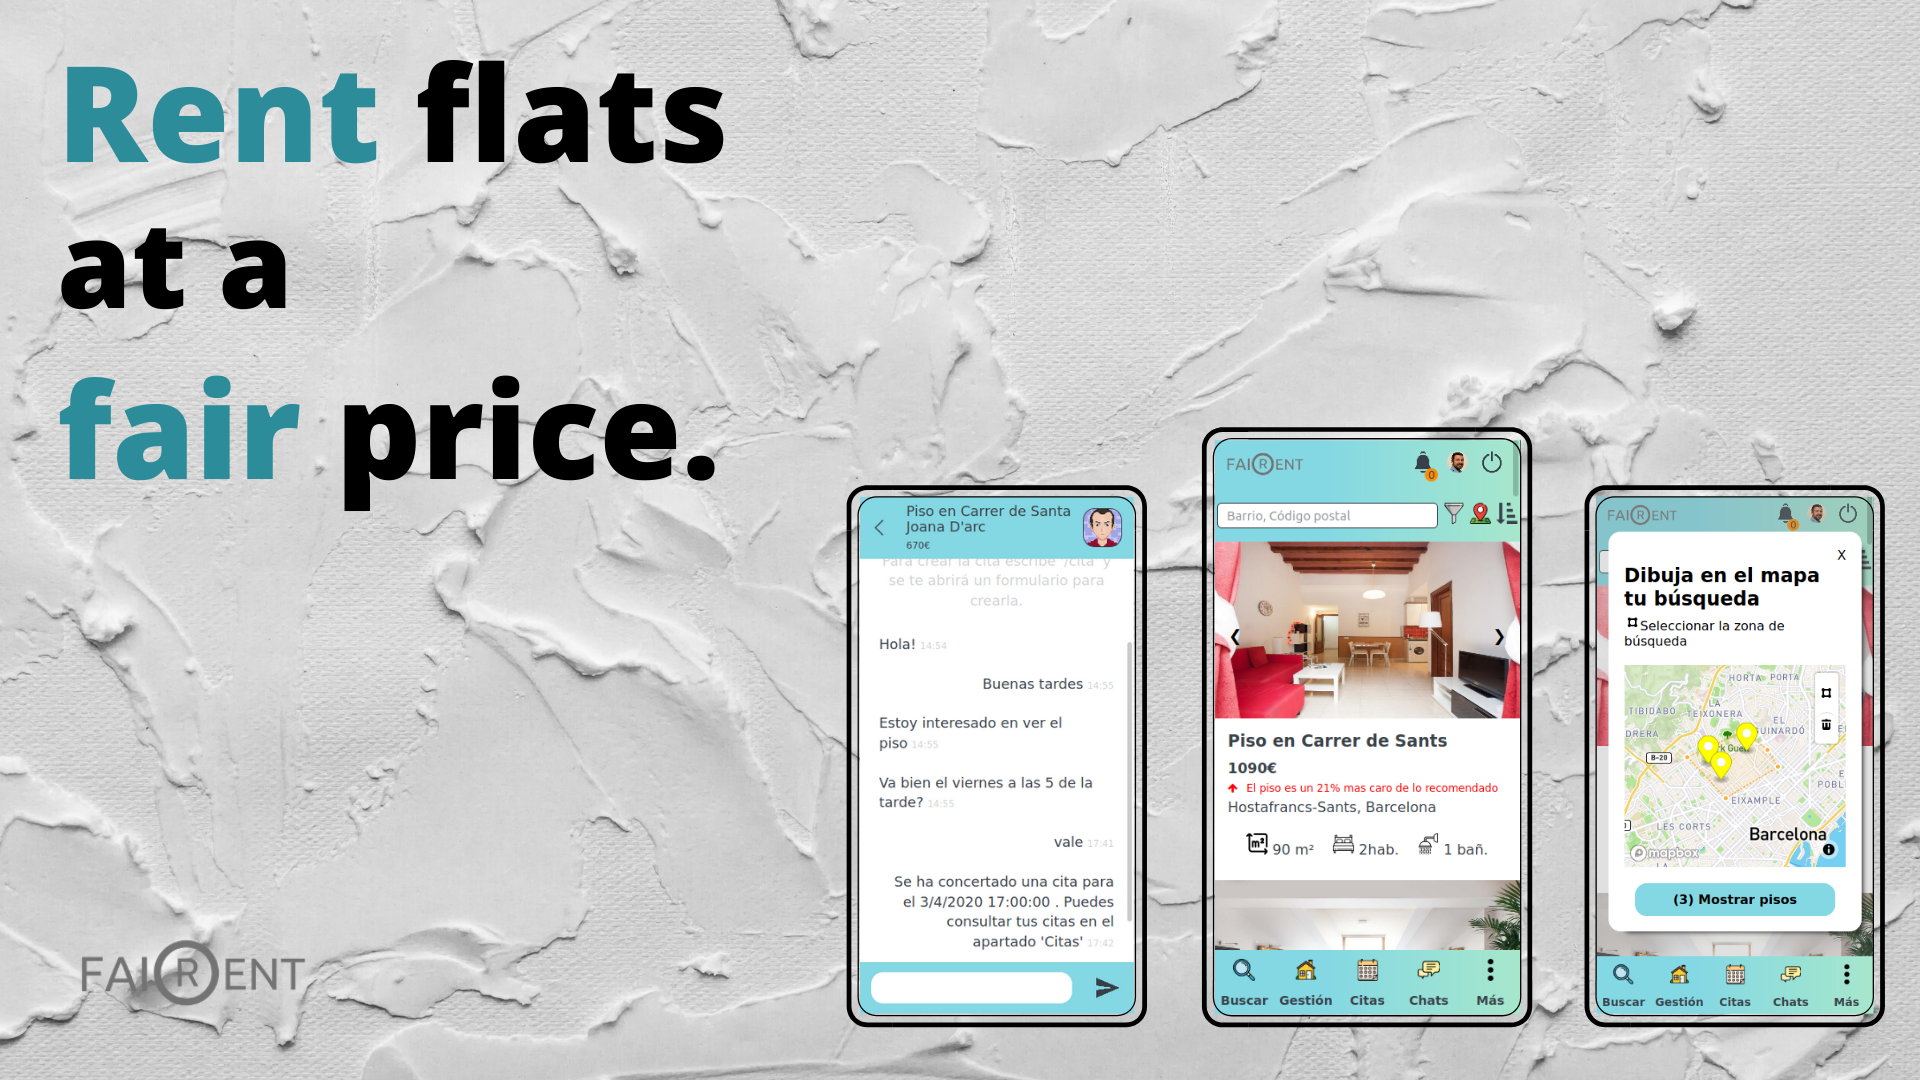 Rent flats
at a
fair price.
FAIRENT
Piso en Carrer de Santa
Joana D'arc
670€
Para crear la cita escribe '/cita' y
se te abrirá un formulario para
crearla.
Hola! 14:54
Buenas tardes 14:55
Estoy interesado en ver el
piso 14:55
Va bien el viernes a las 5 de la
tarde? 14:55
vale 17:41
Se ha concertado una cita para
el 3/4/2020 17:00:00 . Puedes
consultar tus citas en el
apartado 'Citas' 17:42
FAIRENT
0
Barrio, Código postal
Piso en Carrer de Sants
1090€
El piso es un 21% mas caro de lo recomendado
Hostafrancs-Sants, Barcelona
m² 90 m² 2hab. 1 bañ.
Buscar Gestión Citas Chats Más
FAIRENT
0
X
Dibuja en el mapa
tu búsqueda
Seleccionar la zona de
búsqueda
HORTA PORTA
LA
TEIXONERA
TIBIDABO
EL
GUINARDÓ
B-20
EIXAMPLE
LES CORTS
Barcelona
mapbox
(3) Mostrar pisos
Buscar Gestión Citas Chats Más